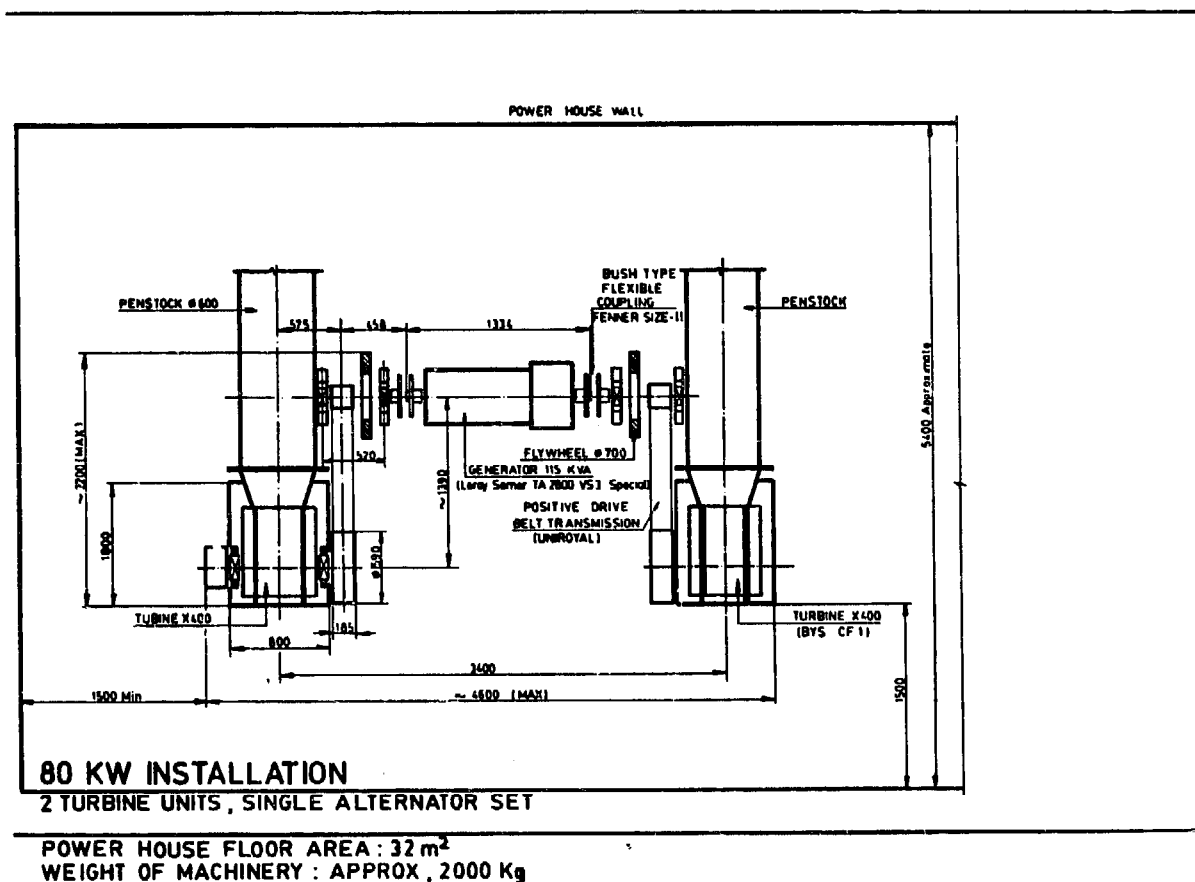 POWER HOUSE WALL
BUSH TYPE
FLEXIBLE
COUPLING
FENNER SIZE-II
PENSTOCK Ø600
PENSTOCK
575
458
1334
5400 Approximate
~2200 (MAX)
520
~1390
FLYWHEEL Ø700
GENERATOR 115 KVA
(Leroy Somer TA 2800 VS3 Special)
POSITIVE DRIVE
BELT TRANSMISSION
(UNIROYAL)
1800
Ø590
TUBINE X400
185
TURBINE X400
(BYS CF1)
800
3400
1500 Min
~ 4600 (MAX)
1500
80 KW INSTALLATION
2 TURBINE UNITS, SINGLE ALTERNATOR SET
POWER HOUSE FLOOR AREA : 32 m²
WEIGHT OF MACHINERY : APPROX, 2000 Kg